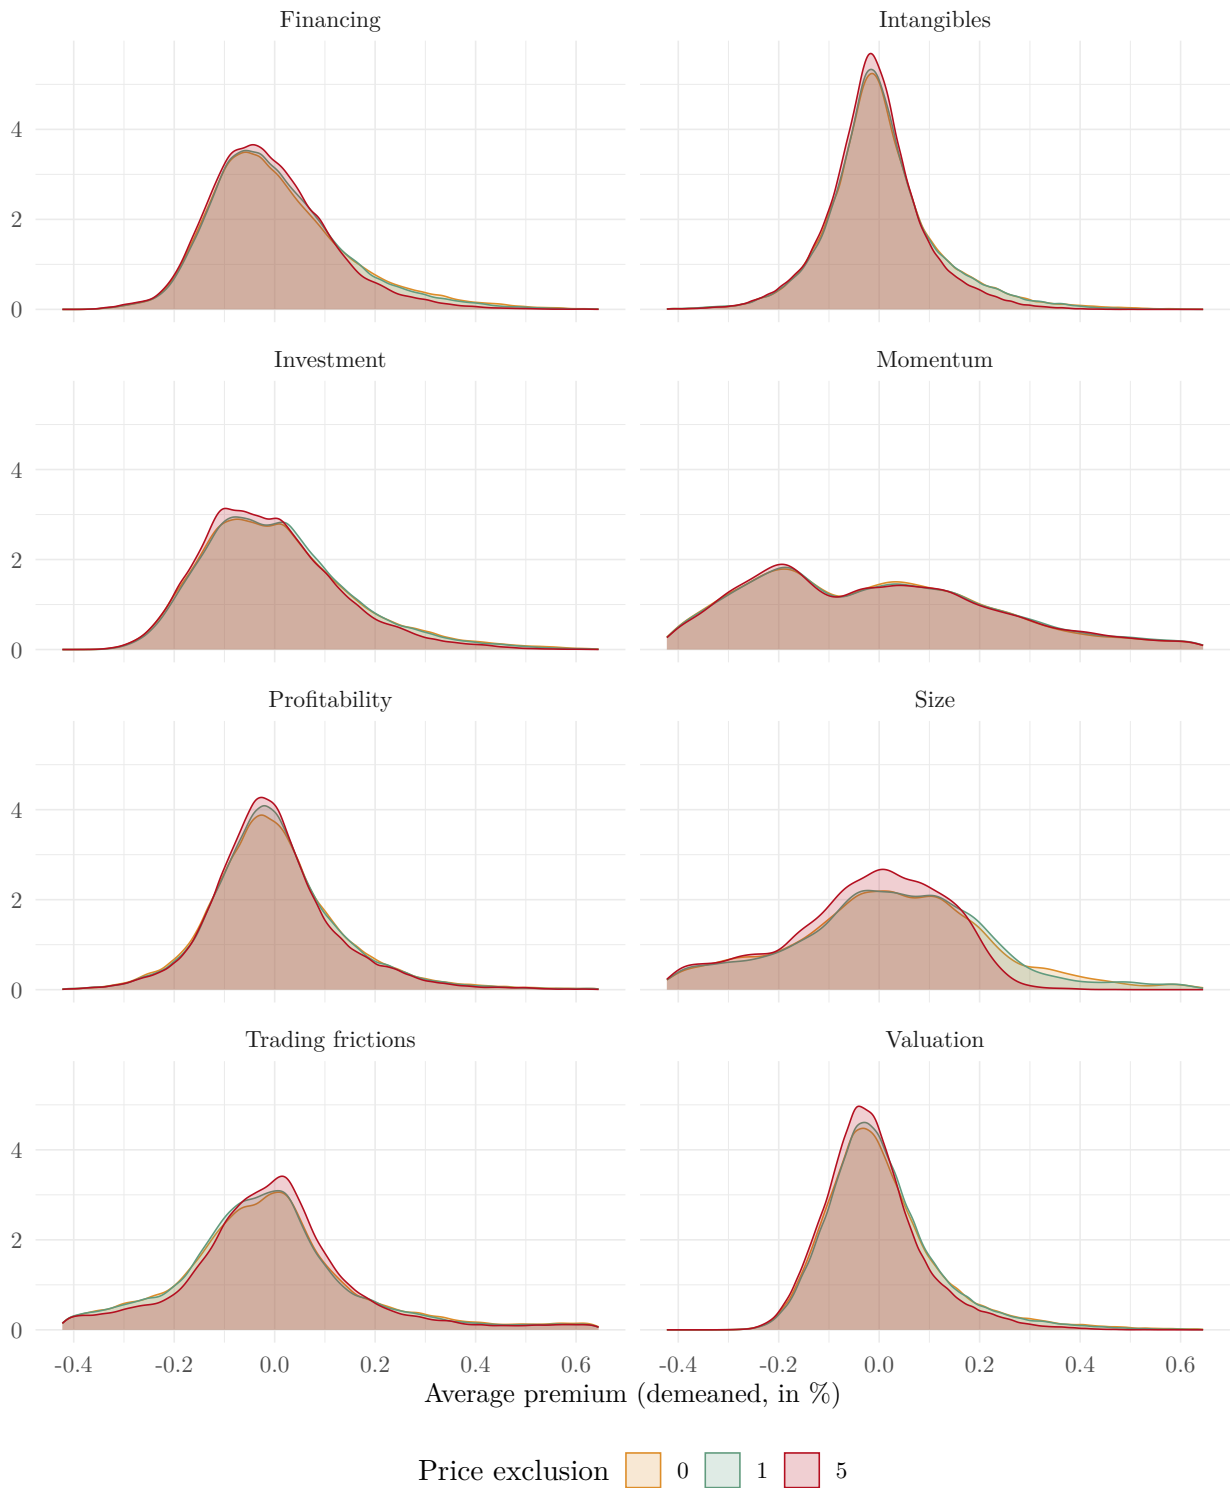 Financing
Intangibles
4
2
0
Investment
Momentum
4
2
0
Profitability
Size
4
2
0
Trading frictions
Valuation
4
2
0
-0.4 -0.2 0.0 0.2 0.4 0.6
-0.4 -0.2 0.0 0.2 0.4 0.6
Average premium (demeaned, in %)
Price exclusion 0 1 5